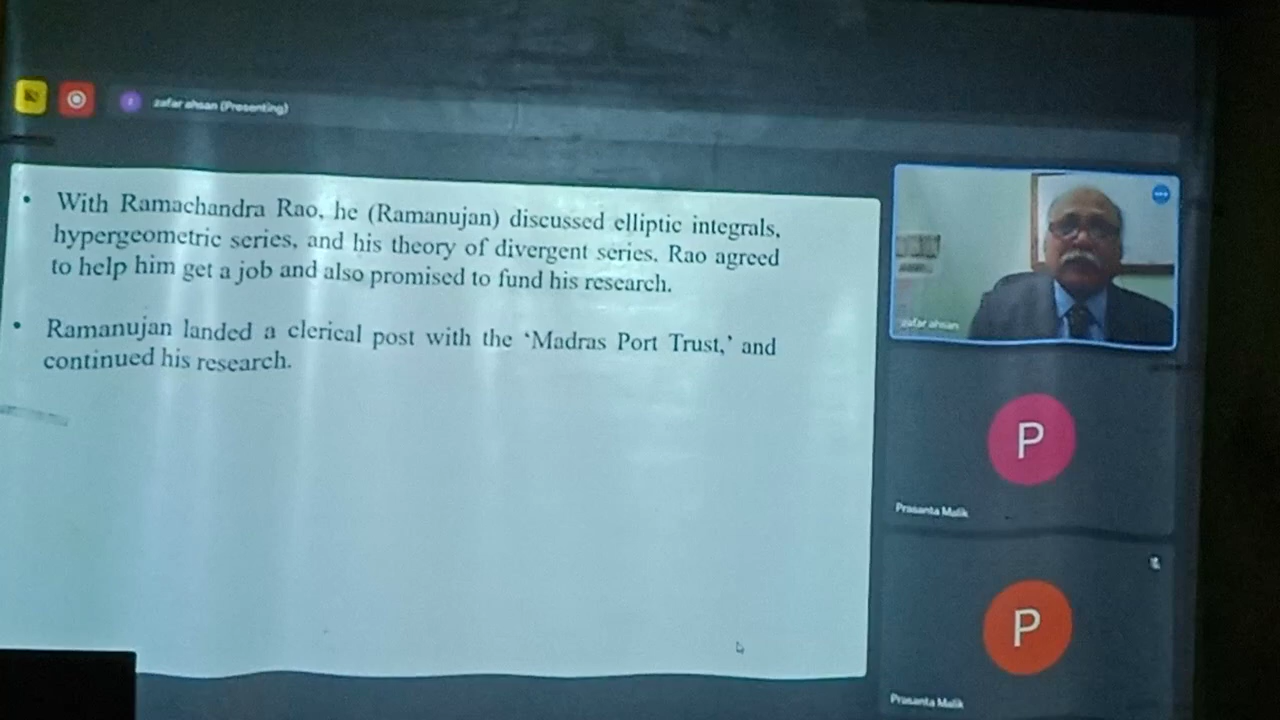 zafar ahsan (Presenting)
• With Ramachandra Rao, he (Ramanujan) discussed elliptic integrals,
hypergeometric series, and his theory of divergent series. Rao agreed
to help him get a job and also promised to fund his research.
• Ramanujan landed a clerical post with the ‘Madras Port Trust,’ and
continued his research.
zafar ahsan
P
Prasanta Malik
P
Prasanta Malik